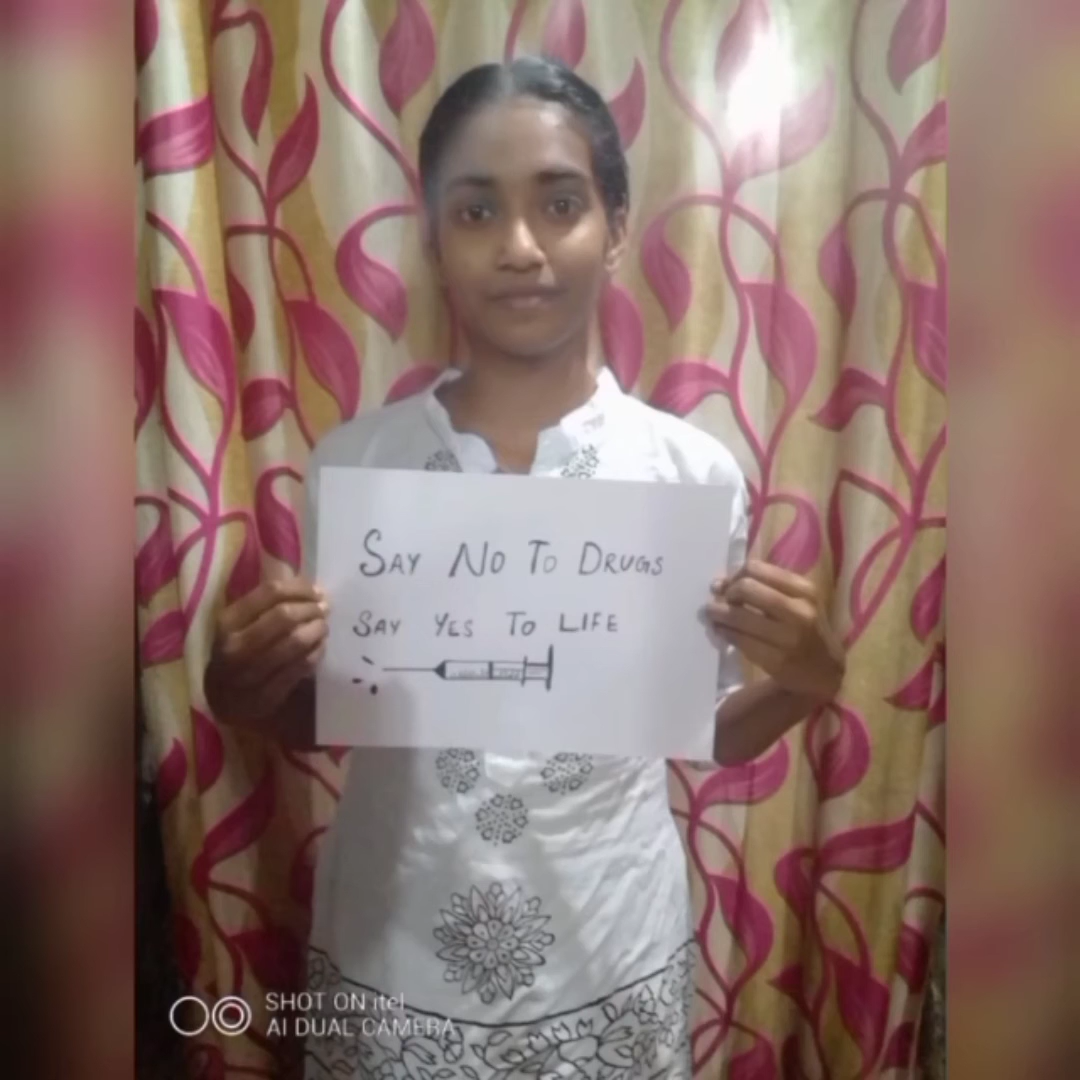 SAY NO TO DRUGS
SAY YES TO LIFE
SHOT ON itel
AI DUAL CAMERA